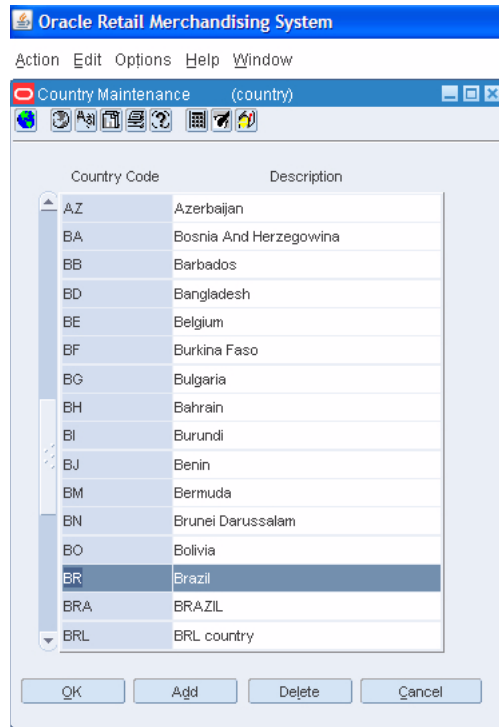 Oracle Retail Merchandising System
Action Edit Options Help Window
Country Maintenance (country)
Country Code Description
AZ Azerbaijan
BA Bosnia And Herzegowina
BB Barbados
BD Bangladesh
BE Belgium
BF Burkina Faso
BG Bulgaria
BH Bahrain
BI Burundi
BJ Benin
BM Bermuda
BN Brunei Darussalam
BO Bolivia
BR Brazil
BRA BRAZIL
BRL BRL country
OK Add Delete Cancel